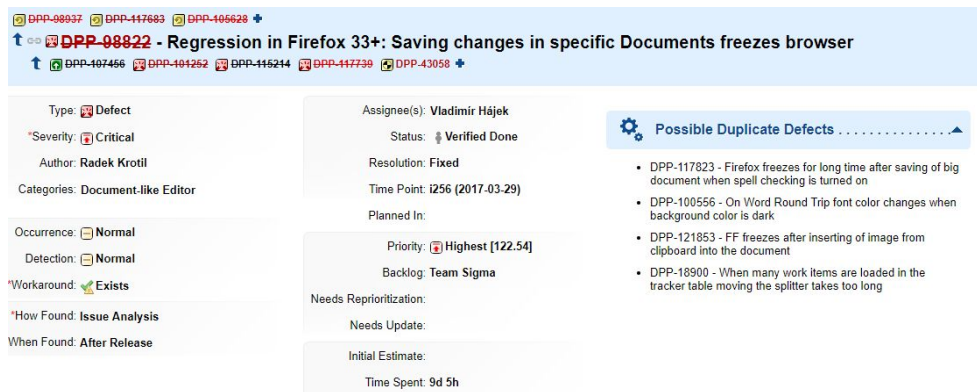 DPP-98937 DPP-117683 DPP-105628
DPP-98822 - Regression in Firefox 33+: Saving changes in specific Documents freezes browser
DPP-107456 DPP-101252 DPP-115214 DPP-117739 DPP-43058
Type: Defect
*Severity: Critical
Author: Radek Krotil
Categories: Document-like Editor
Occurrence: Normal
Detection: Normal
*Workaround: Exists
*How Found: Issue Analysis
When Found: After Release
Assignee(s): Vladimír Hájek
Status: Verified Done
Resolution: Fixed
Time Point: i256 (2017-03-29)
Planned In:
Priority: Highest [122.54]
Backlog: Team Sigma
Needs Reprioritization:
Needs Update:
Initial Estimate:
Time Spent: 9d 5h
Possible Duplicate Defects . . . . . . . . . . . . . . .
• DPP-117823 - Firefox freezes for long time after saving of big
document when spell checking is turned on
• DPP-100556 - On Word Round Trip font color changes when
background color is dark
• DPP-121853 - FF freezes after inserting of image from
clipboard into the document
• DPP-18900 - When many work items are loaded in the
tracker table moving the splitter takes too long